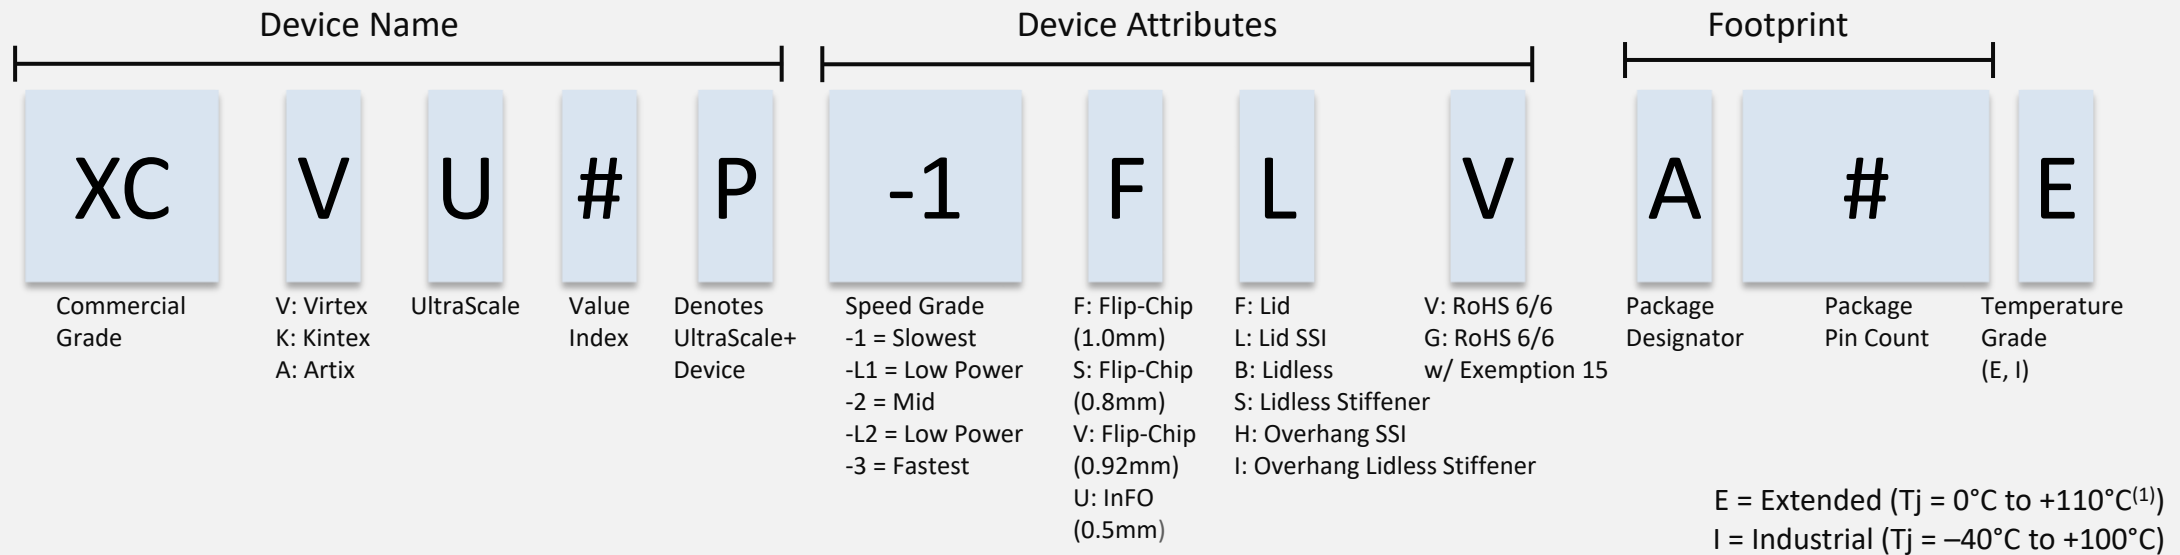 Device Name
Device Attributes
Footprint
XC
V
U
#
P
-1
F
L
V
A
#
E
Commercial
Grade
V: Virtex
K: Kintex
A: Artix
UltraScale
Value
Index
Denotes
UltraScale+
Device
Speed Grade
-1 = Slowest
-L1 = Low Power
-2 = Mid
-L2 = Low Power
-3 = Fastest
F: Flip-Chip
(1.0mm)
S: Flip-Chip
(0.8mm)
V: Flip-Chip
(0.92mm)
U: InFO
(0.5mm)
F: Lid
L: Lid SSI
B: Lidless
S: Lidless Stiffener
H: Overhang SSI
I: Overhang Lidless Stiffener
V: RoHS 6/6
G: RoHS 6/6
w/ Exemption 15
Package
Designator
Package
Pin Count
Temperature
Grade
(E, I)
E = Extended (Tj = 0°C to +110°C⁽¹⁾)
I = Industrial (Tj = –40°C to +100°C)